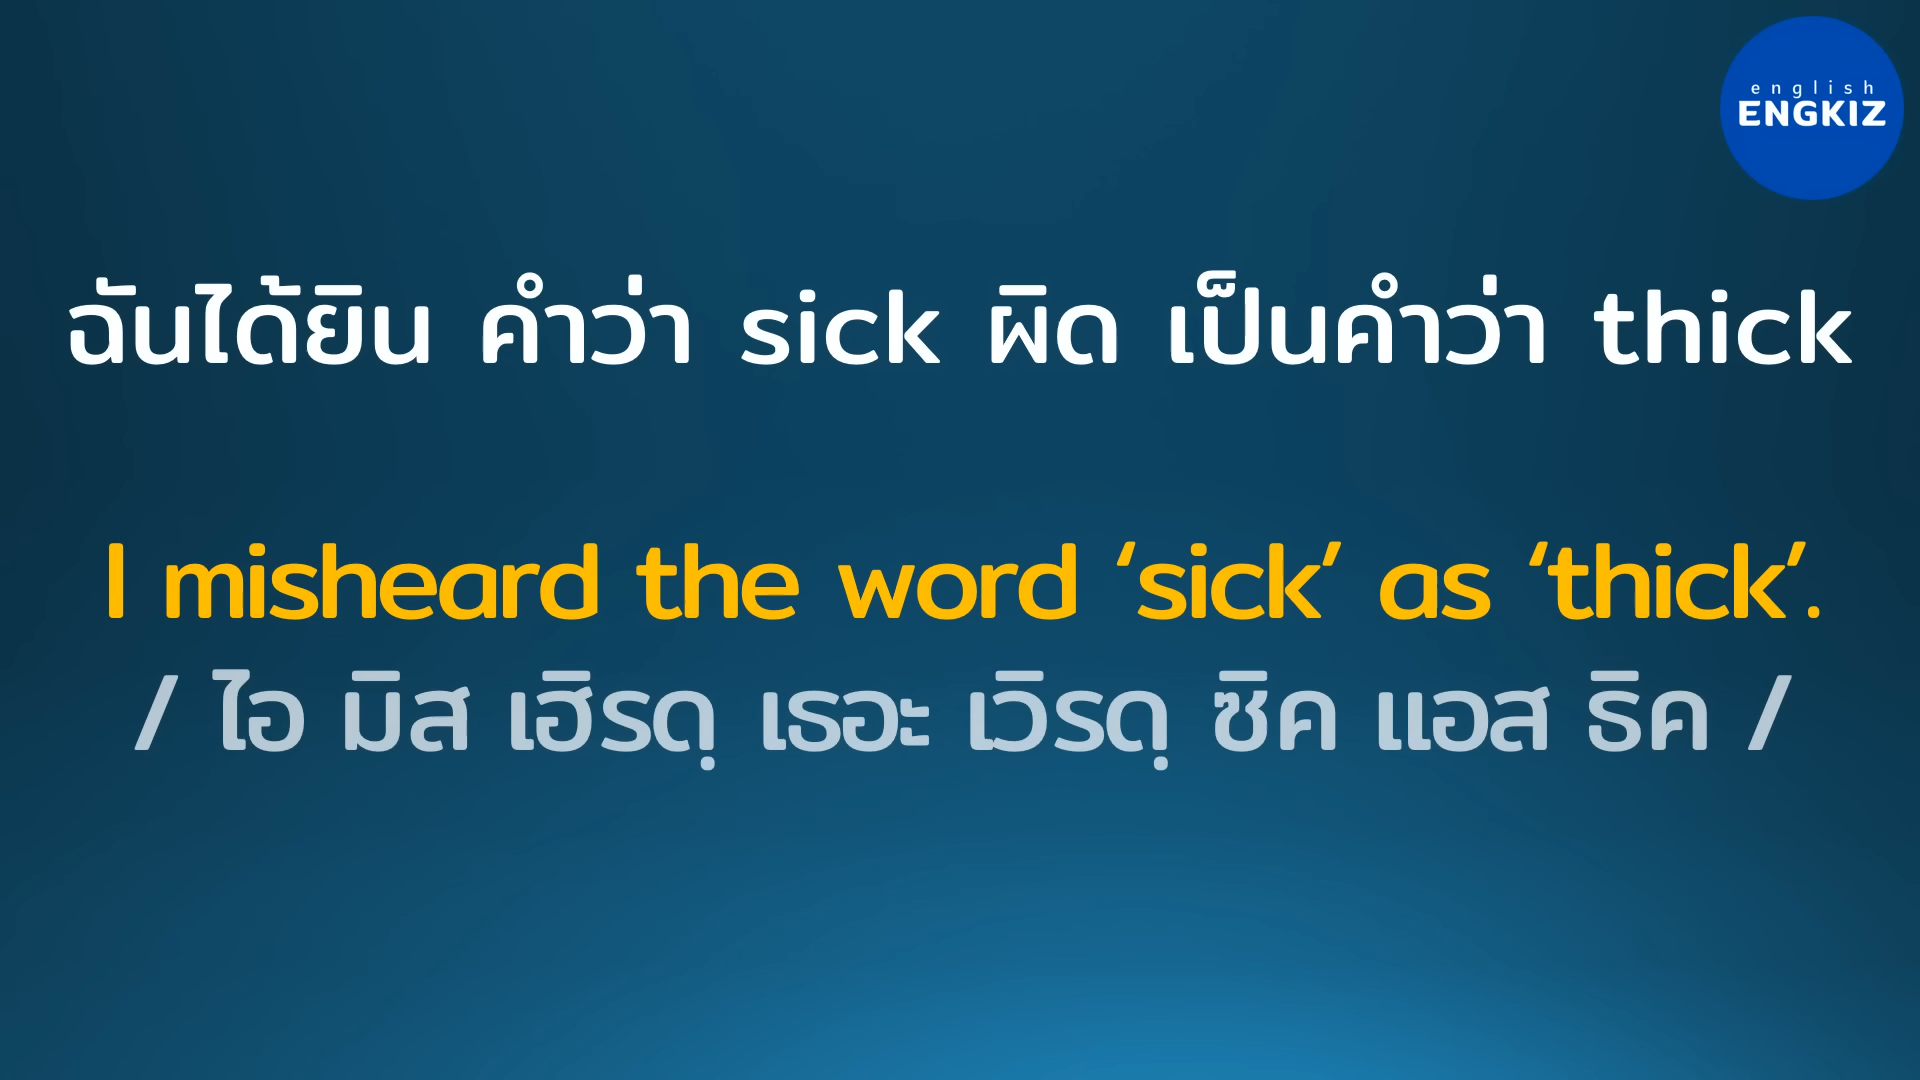 english
ENGKIZ
ฉันได้ยิน คำว่า sick ผิด เป็นคำว่า thick
I misheard the word ‘sick’ as ‘thick’.
/ ไอ มิส เฮิรดฺ เธอะ เวิรดฺ ซิค แอส ธิค /